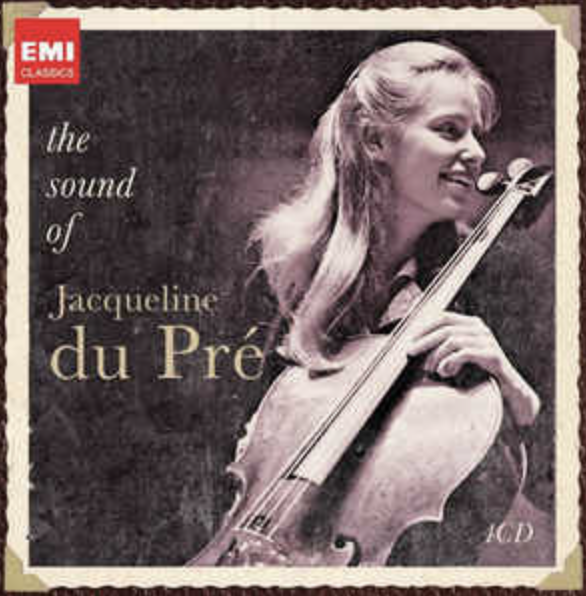 EMI
CLASSICS
the
sound
of
Jacqueline
du Pré
4CD